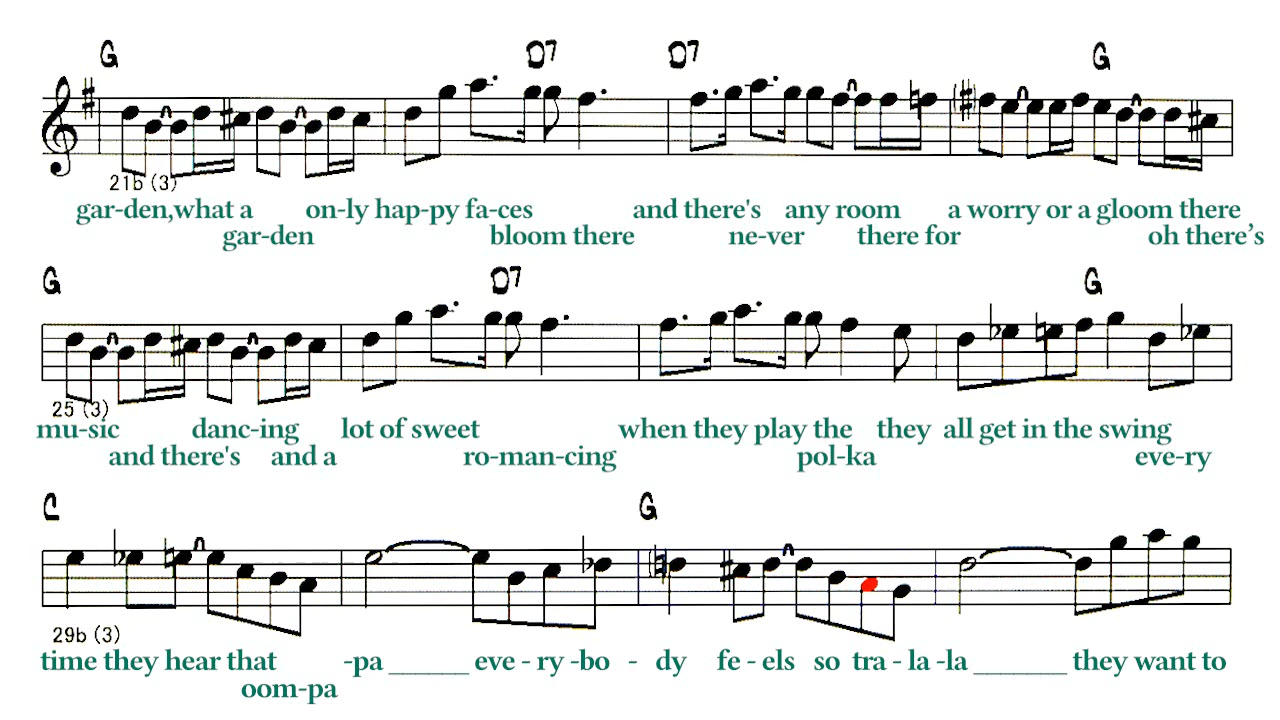 G D7 D7 G
21b (3)
gar-den,what a on-ly hap-py fa-ces and there's any room a worry or a gloom there
gar-den bloom there ne-ver there for oh there's
G D7 G
25 (3)
mu-sic danc-ing lot of sweet when they play the they all get in the swing
and there's and a ro-man-cing pol-ka eve-ry
C G
29b (3)
time they hear that -pa ______ eve - ry -bo - dy fe - els so tra - la -la _______ they want to
oom-pa